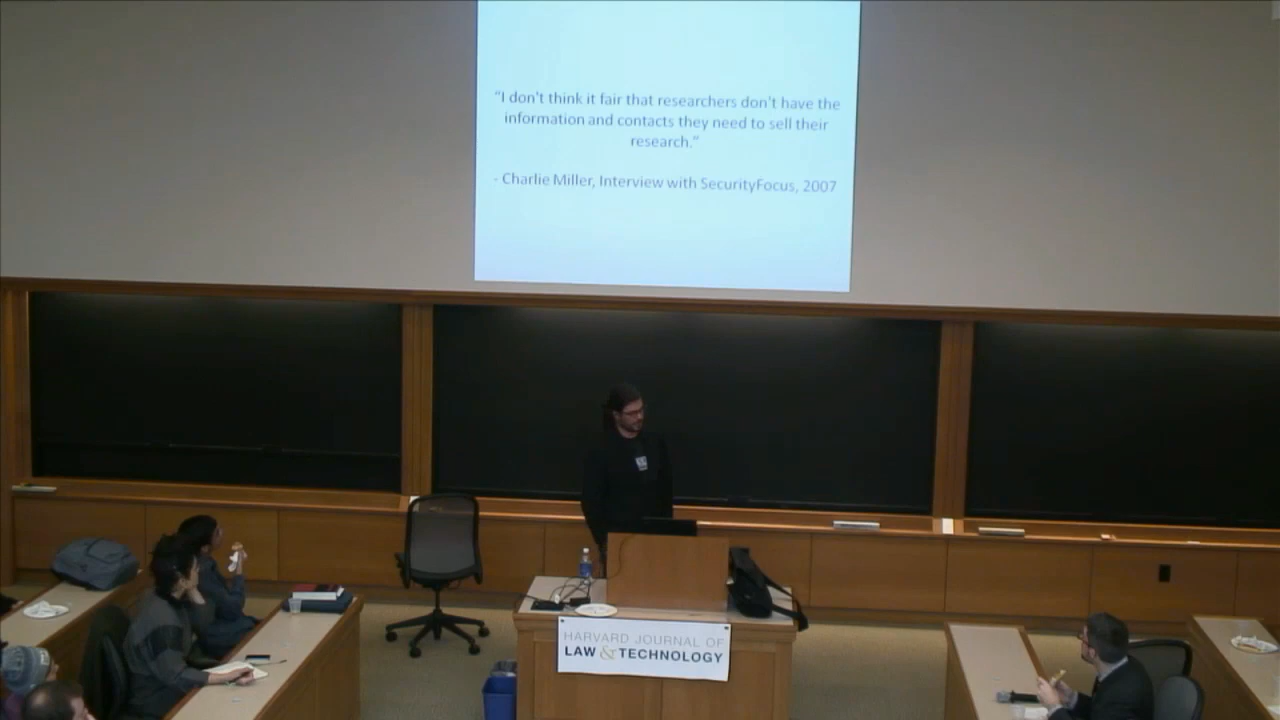 “I don't think it fair that researchers don't have the
information and contacts they need to sell their
research.”
- Charlie Miller, Interview with SecurityFocus, 2007
HARVARD JOURNAL OF
LAW & TECHNOLOGY